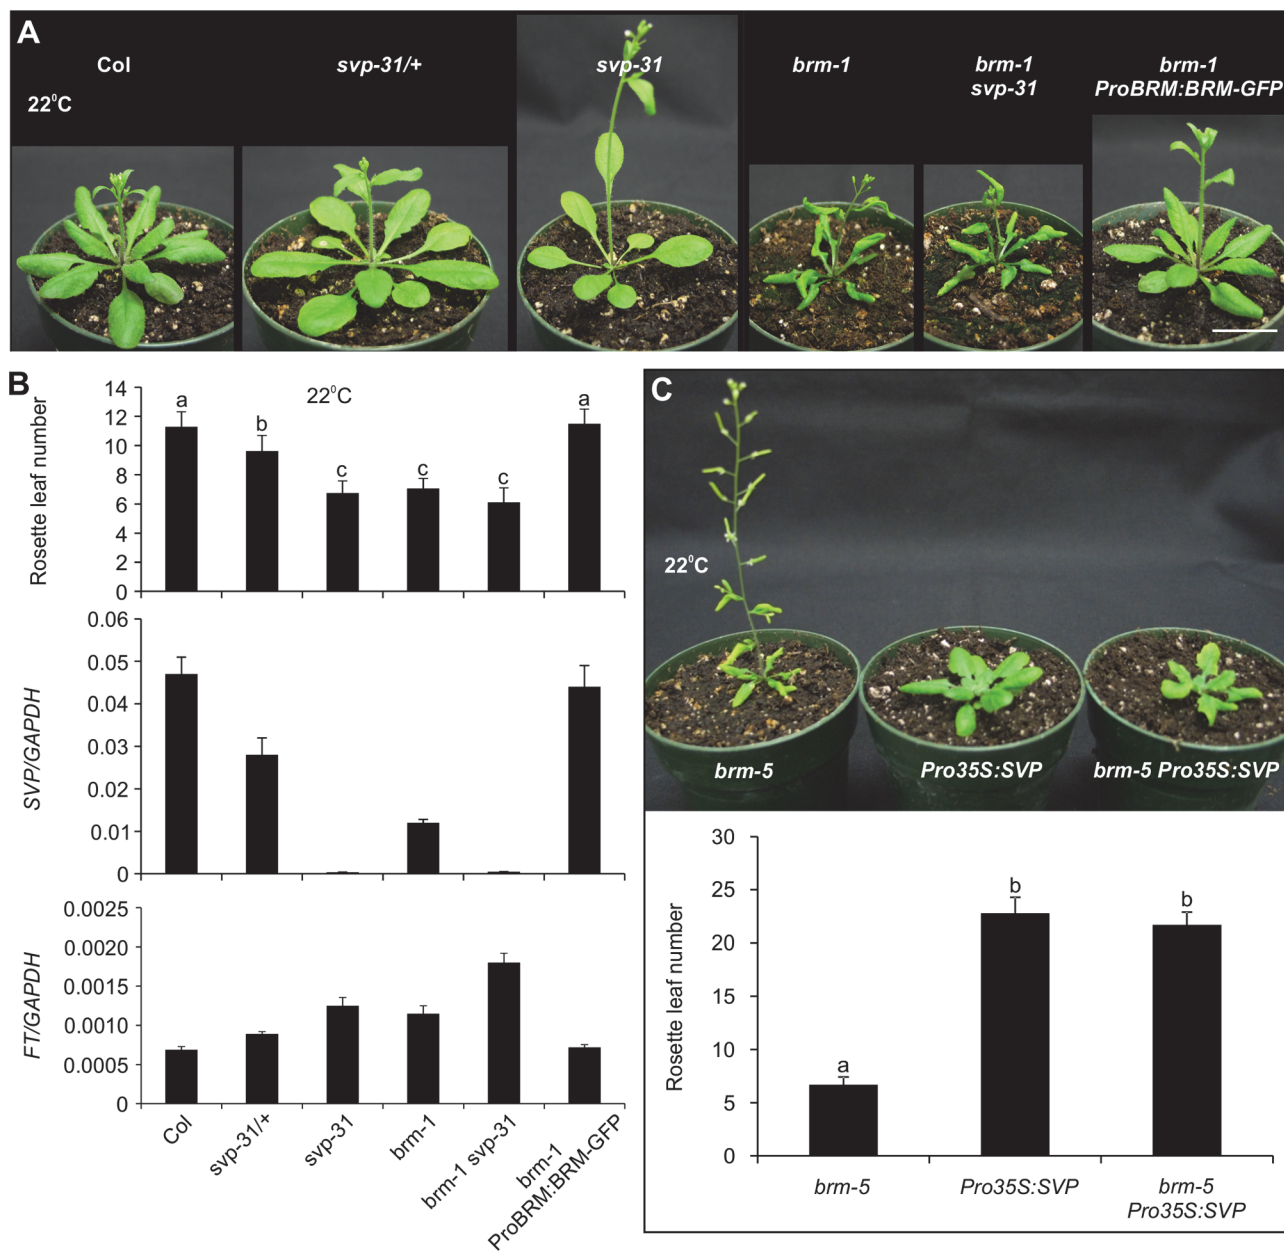 A
Col
svp-31/+
svp-31
brm-1
brm-1
svp-31
brm-1
ProBRM:BRM-GFP
22⁰C
B
22⁰C
Rosette leaf number
14
12
10
8
6
4
2
0
a
b
c
c
c
a
SVP/GAPDH
0.06
0.05
0.04
0.03
0.02
0.01
0
FT/GAPDH
0.0025
0.0020
0.0015
0.0010
0.0005
0
Col
svp-31/+
svp-31
brm-1
brm-1 svp-31
brm-1
ProBRM:BRM-GFP
C
22⁰C
brm-5
Pro35S:SVP
brm-5 Pro35S:SVP
Rosette leaf number
30
25
20
15
10
5
0
a
b
b
brm-5
Pro35S:SVP
brm-5
Pro35S:SVP